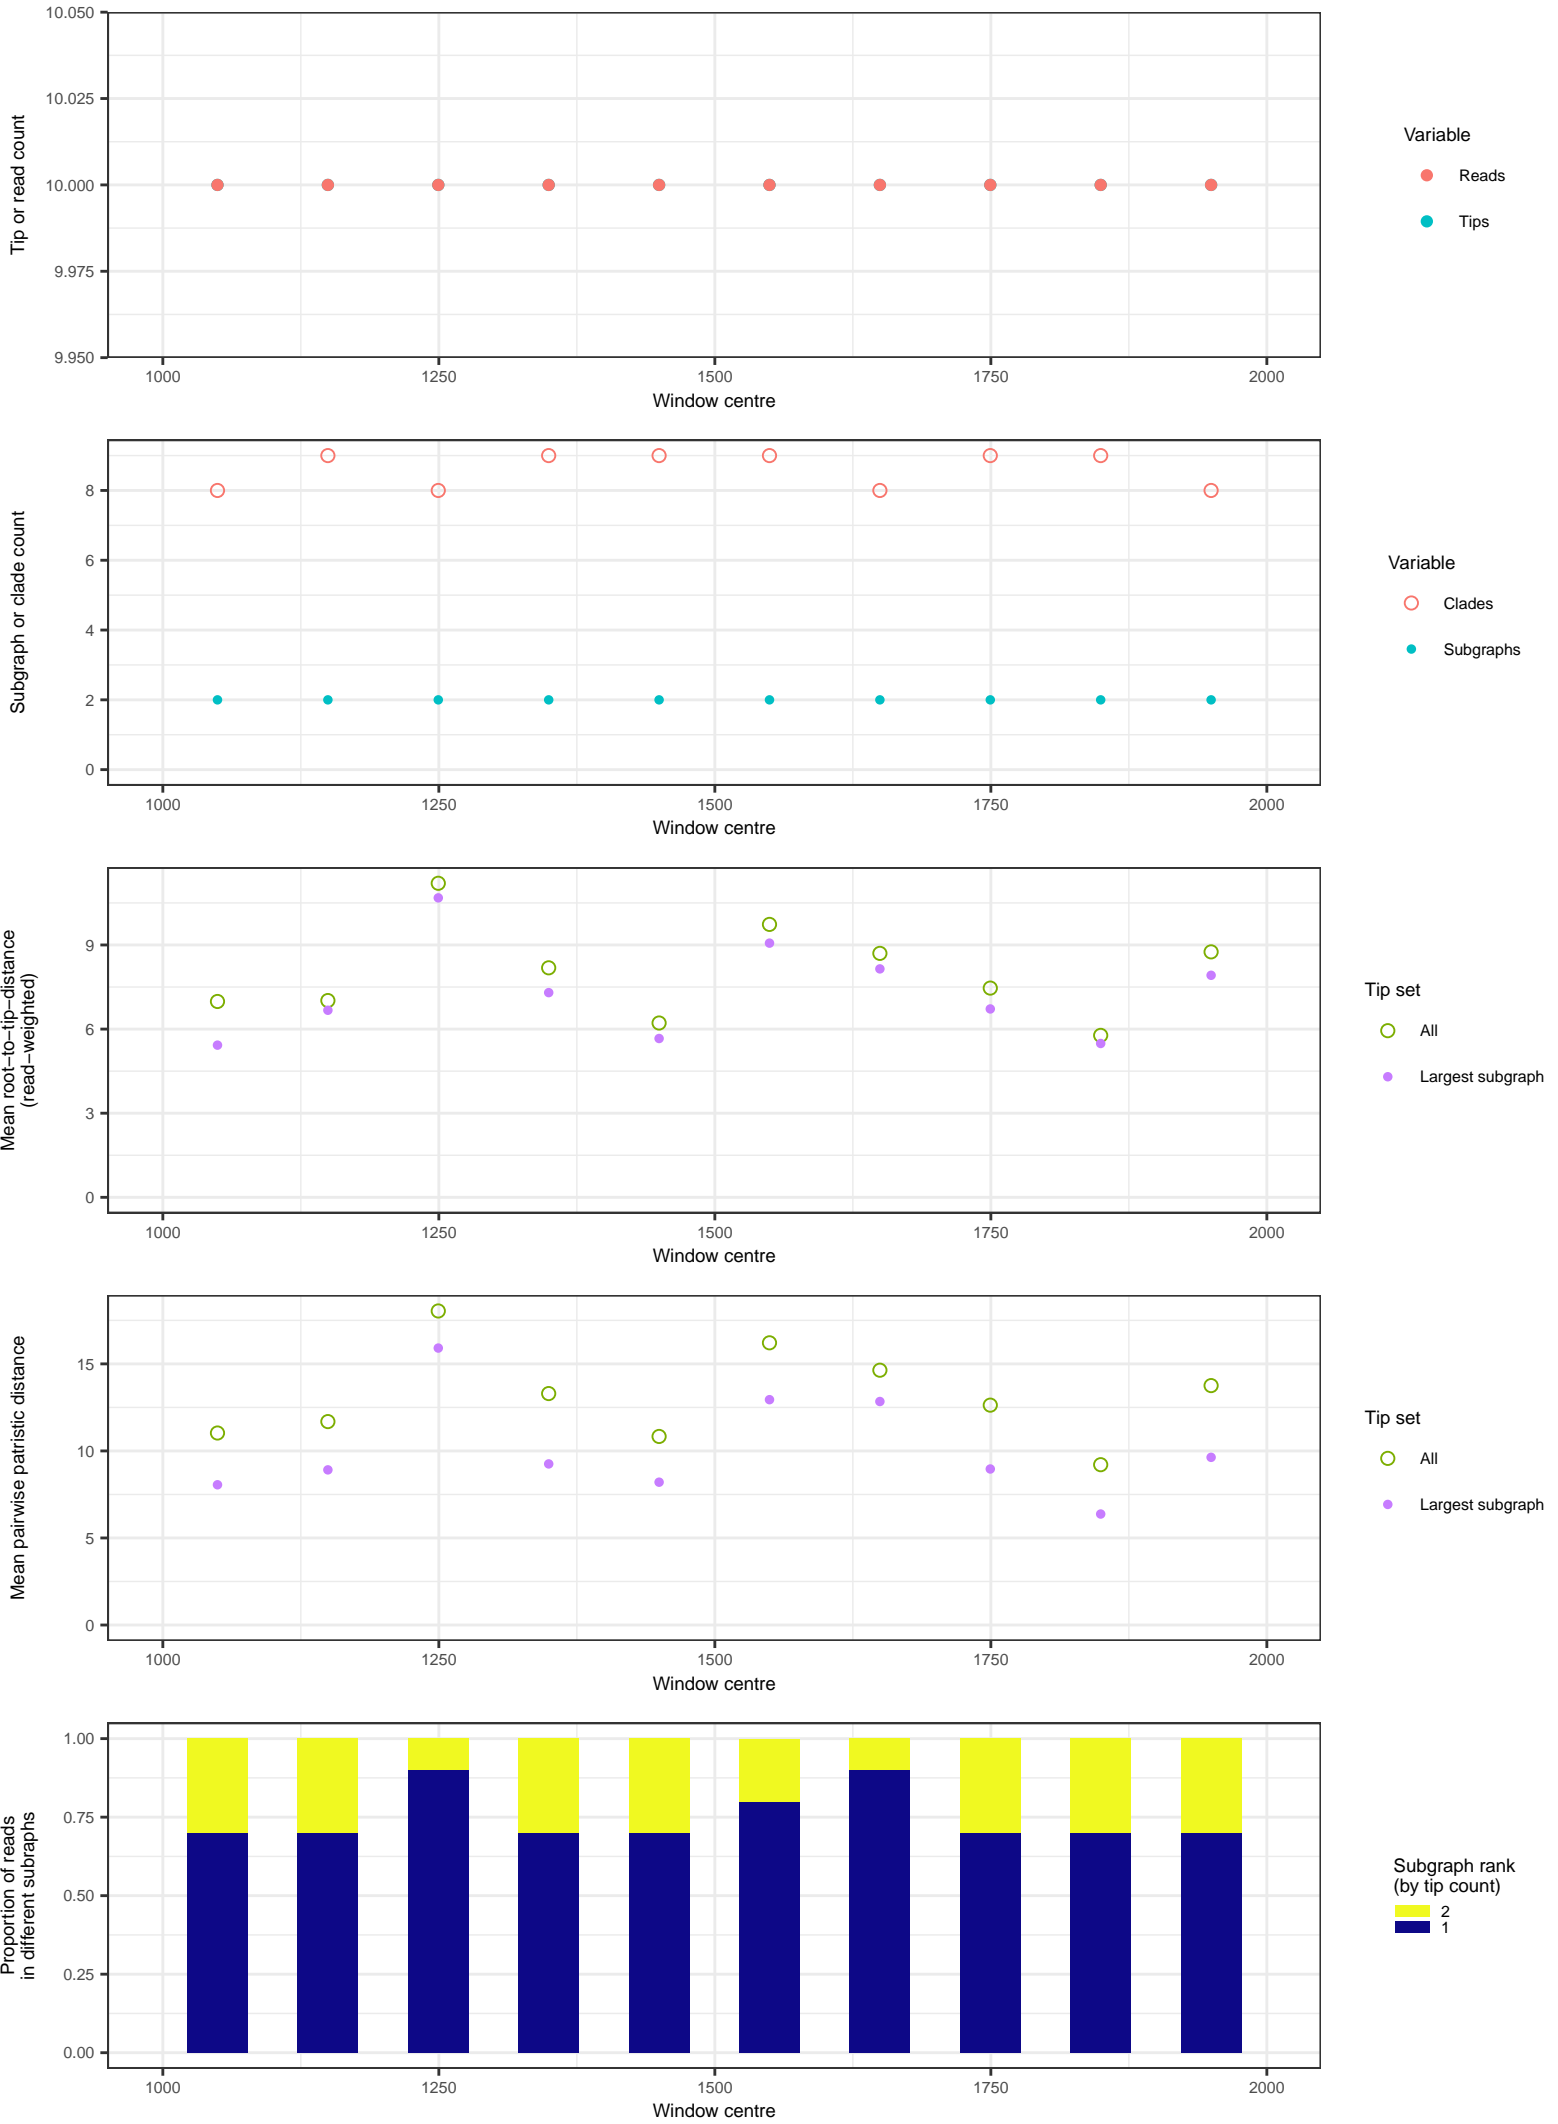 10.050
10.025
10.000
9.975
9.950
Tip or read count
1000 1250 1500 1750 2000
Window centre
Variable
Reads
Tips
8
6
4
2
0
Subgraph or clade count
1000 1250 1500 1750 2000
Window centre
Variable
Clades
Subgraphs
9
6
3
0
Mean root−to−tip−distance
(read−weighted)
1000 1250 1500 1750 2000
Window centre
Tip set
All
Largest subgraph
15
10
5
0
Mean pairwise patristic distance
1000 1250 1500 1750 2000
Window centre
Tip set
All
Largest subgraph
1.00
0.75
0.50
0.25
0.00
Proportion of reads
in different subraphs
1000 1250 1500 1750 2000
Window centre
Subgraph rank
(by tip count)
2
1